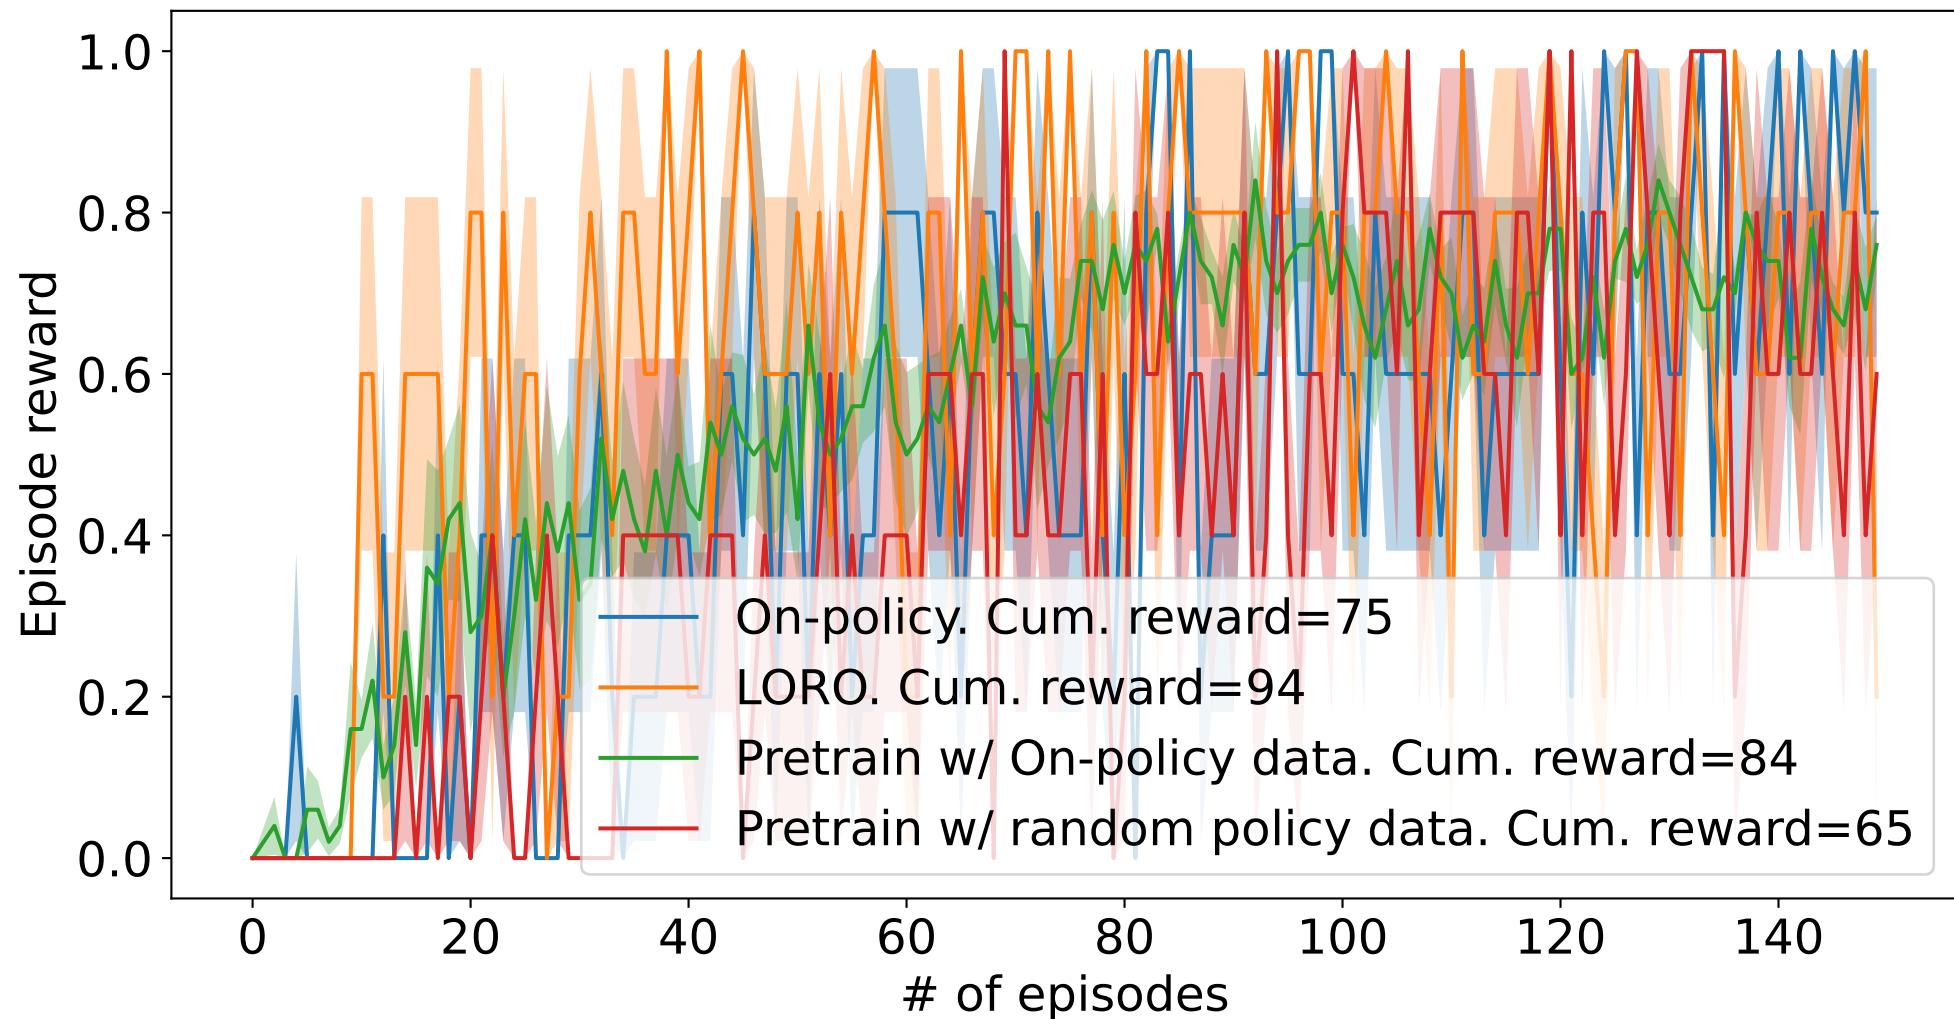 1.0
0.8
0.6
0.4
0.2
0.0
Episode reward
On-policy. Cum. reward=75
LORO. Cum. reward=94
Pretrain w/ On-policy data. Cum. reward=84
Pretrain w/ random policy data. Cum. reward=65
0 20 40 60 80 100 120 140
# of episodes